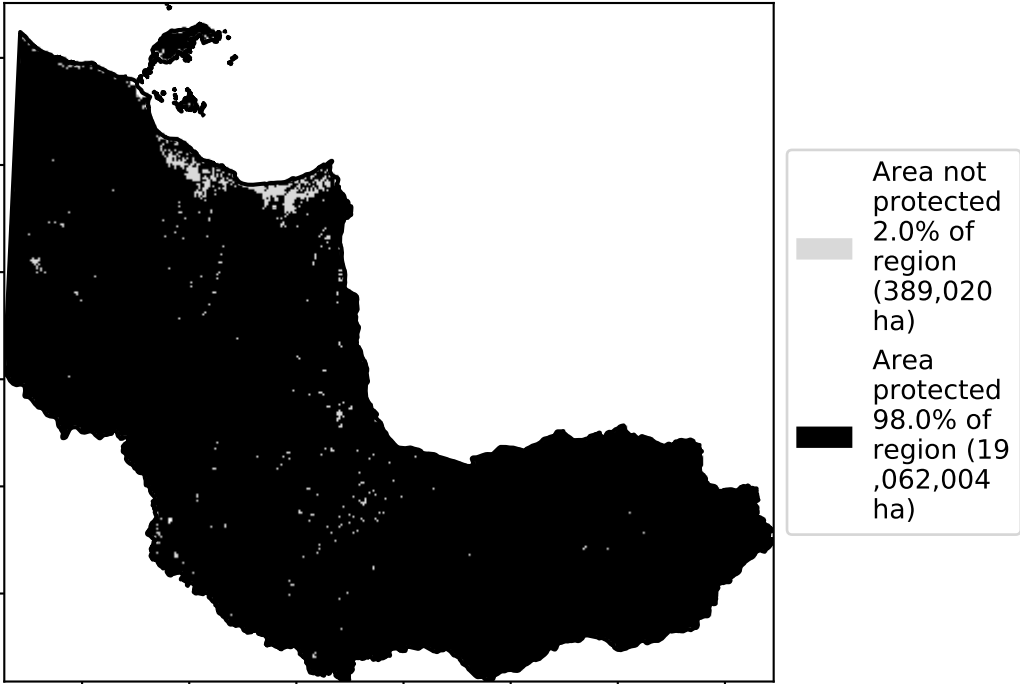 Area not
protected
2.0% of
region
(389,020
ha)
Area
protected
98.0% of
region (19
,062,004
ha)